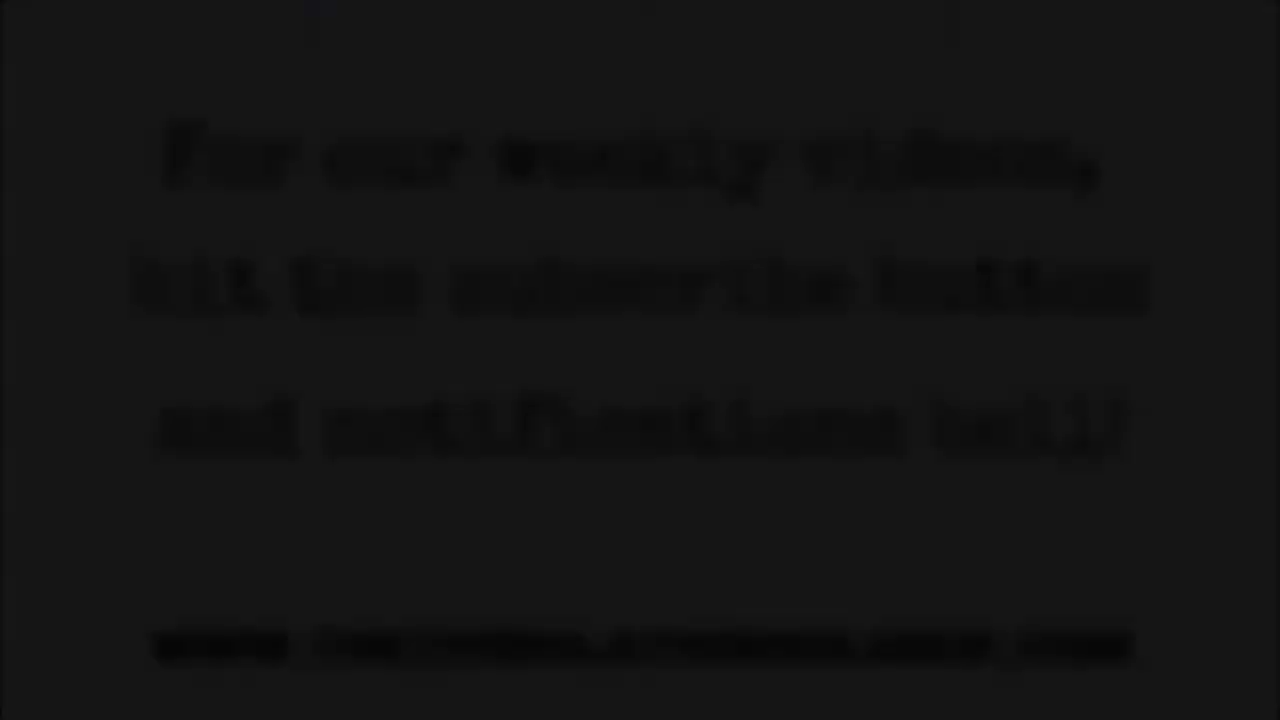 For our weekly videos,
hit the subscribe button
and notifications bell!